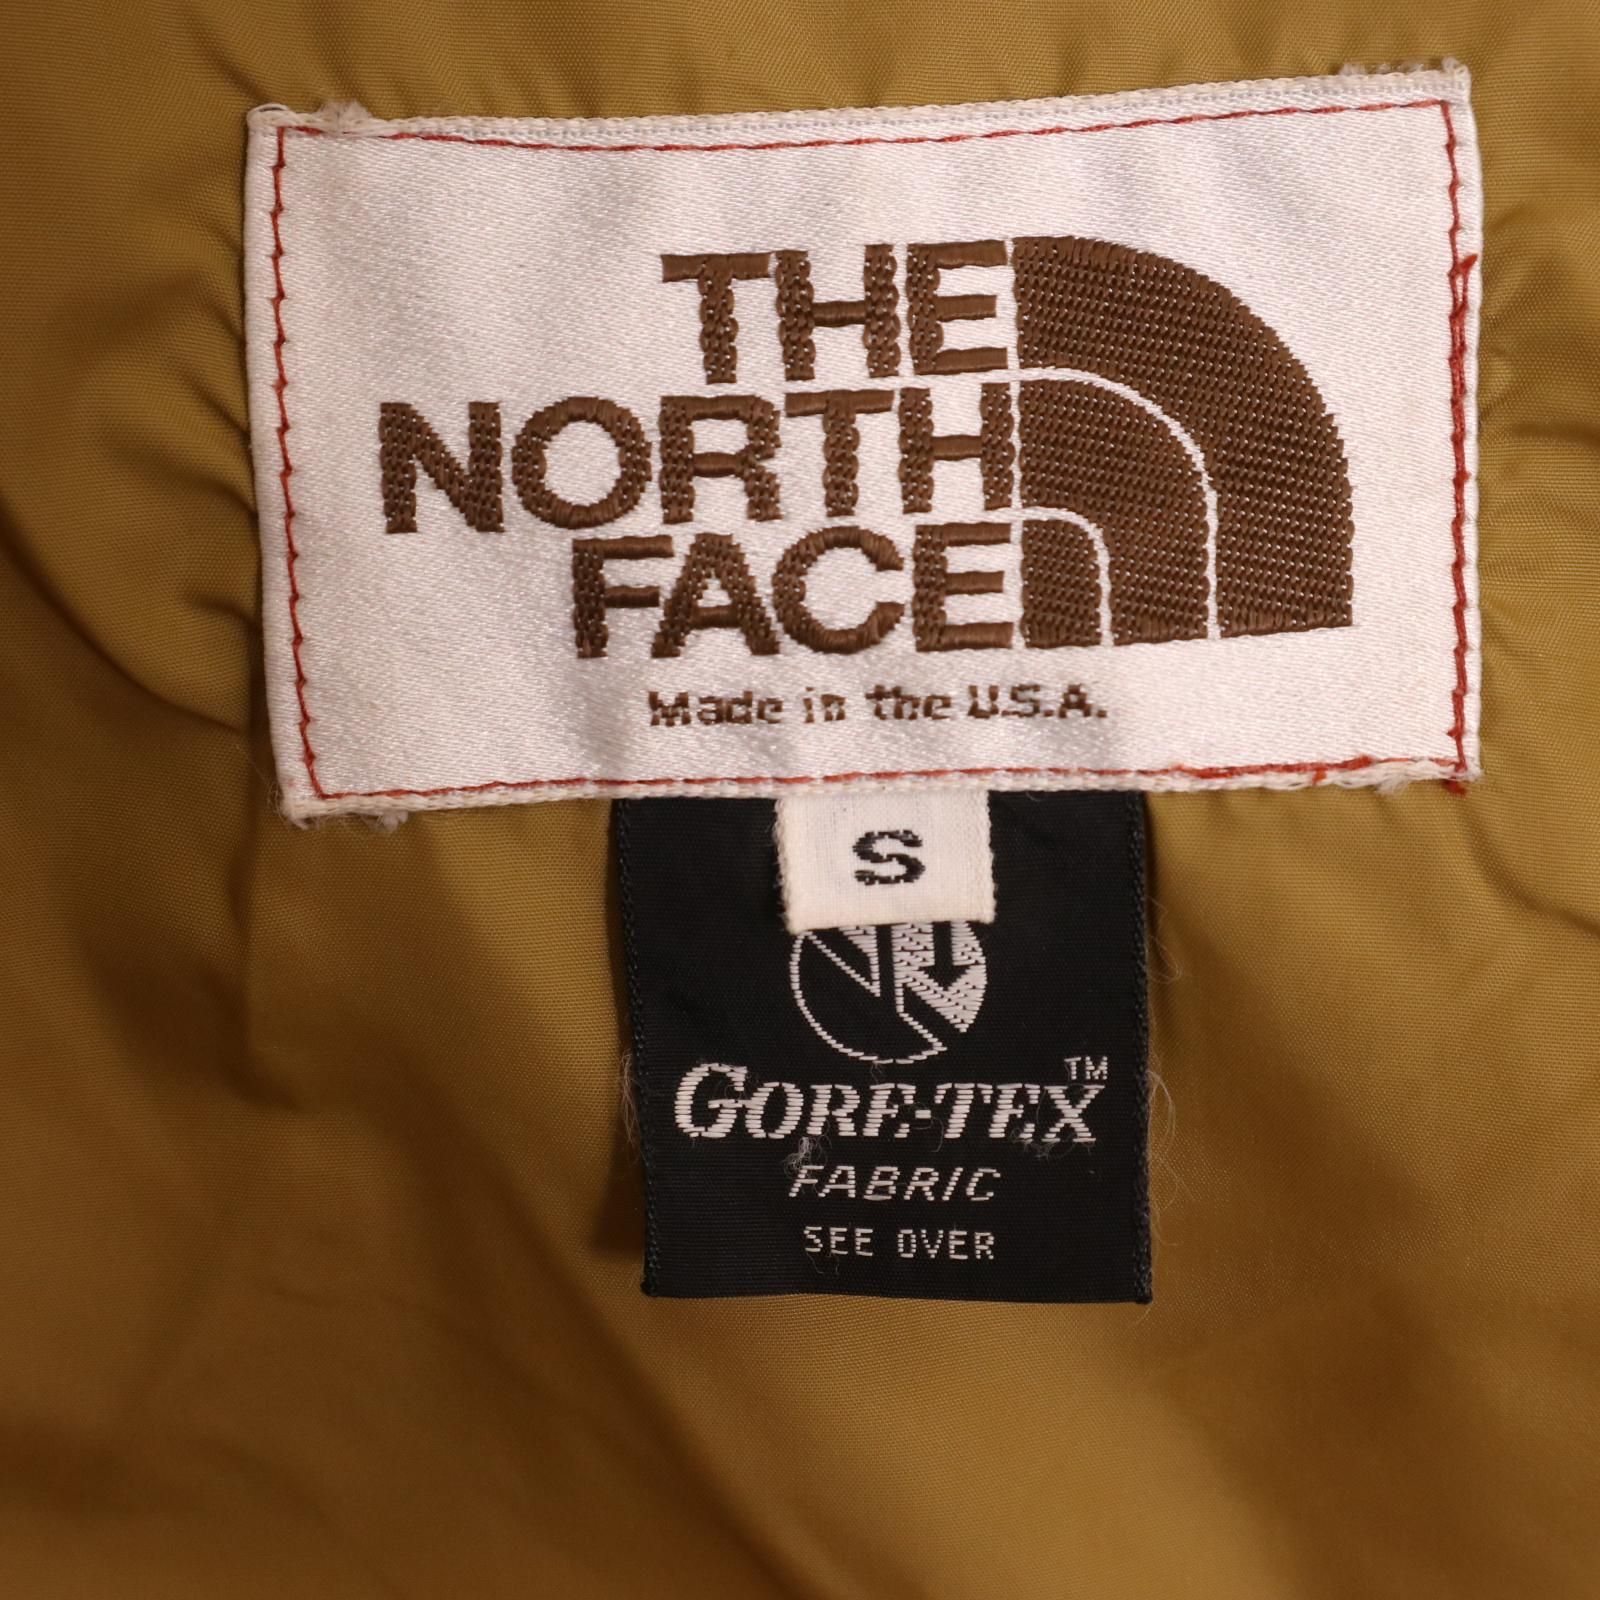 THE
NORTH
FACE
Made in the U.S.A.
S
GORE-TEX™
FABRIC
SEE OVER